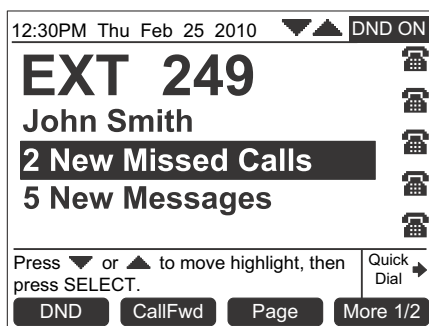 12:30PM Thu Feb 25 2010 ▼▲ DND ON
EXT 249
John Smith
2 New Missed Calls
5 New Messages
Press ▼ or ▲ to move highlight, then
press SELECT.
Quick
Dial
DND CallFwd Page More 1/2